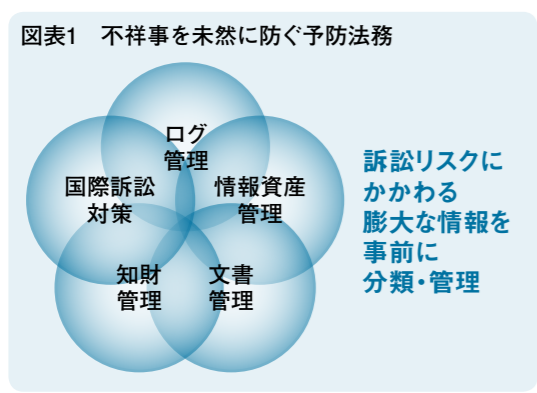 図表1　不祥事を未然に防ぐ予防法務
ログ
管理
国際訴訟
対策
情報資産
管理
知財
管理
文書
管理
訴訟リスクに
かかわる
膨大な情報を
事前に
分類・管理